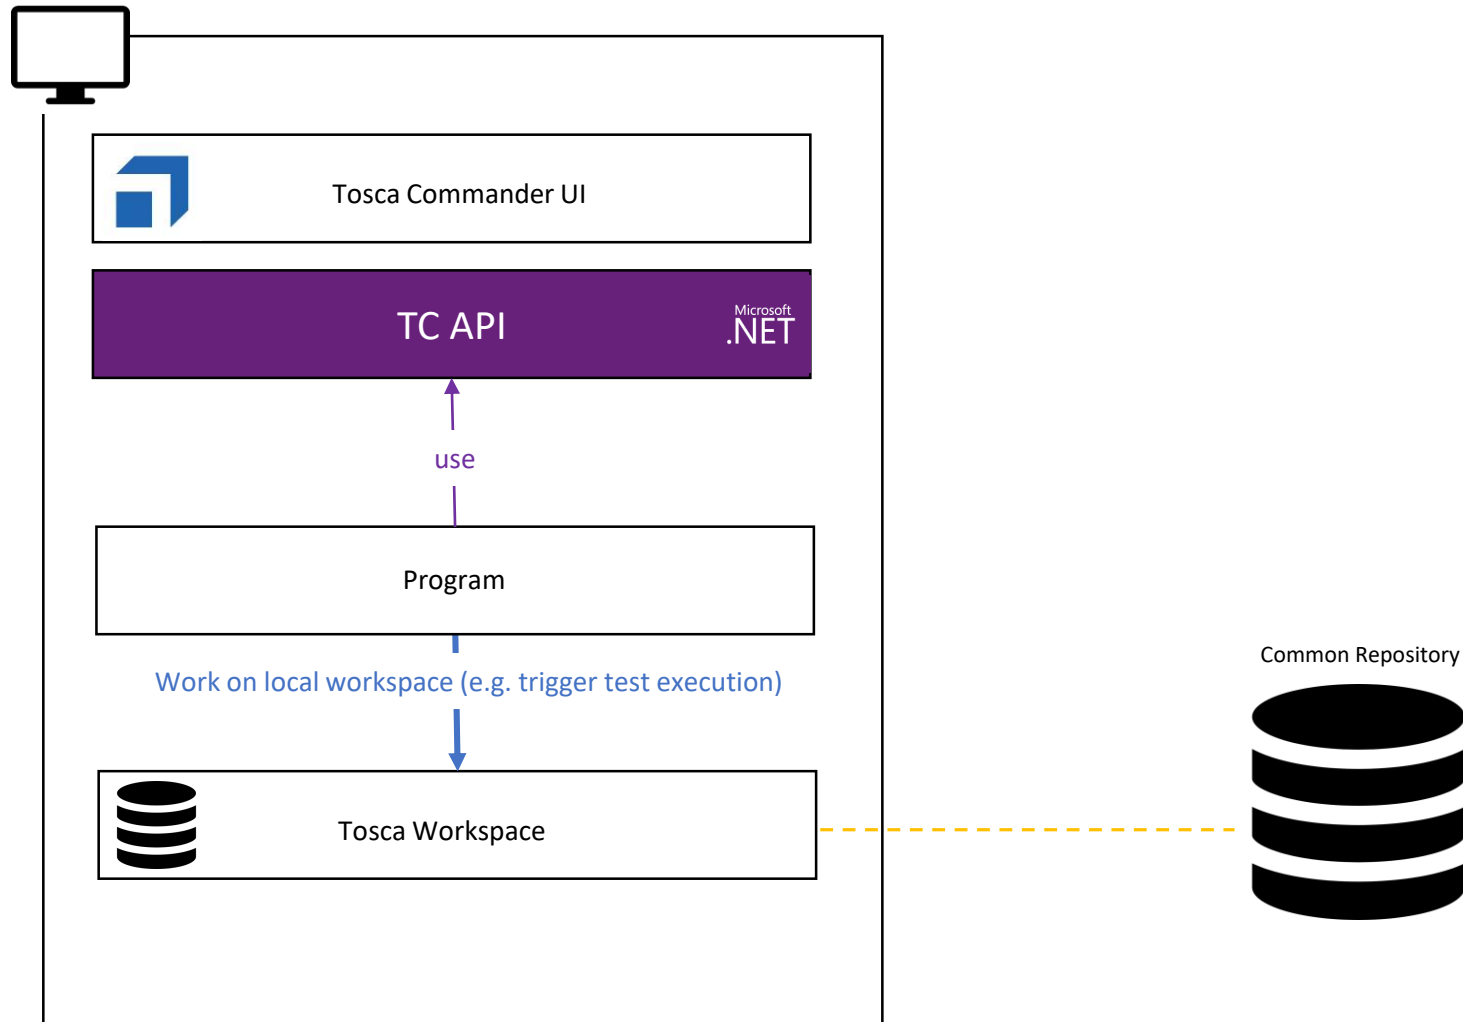 Tosca Commander UI
TC API
Microsoft
.NET
use
Program
Work on local workspace (e.g. trigger test execution)
Common Repository
Tosca Workspace